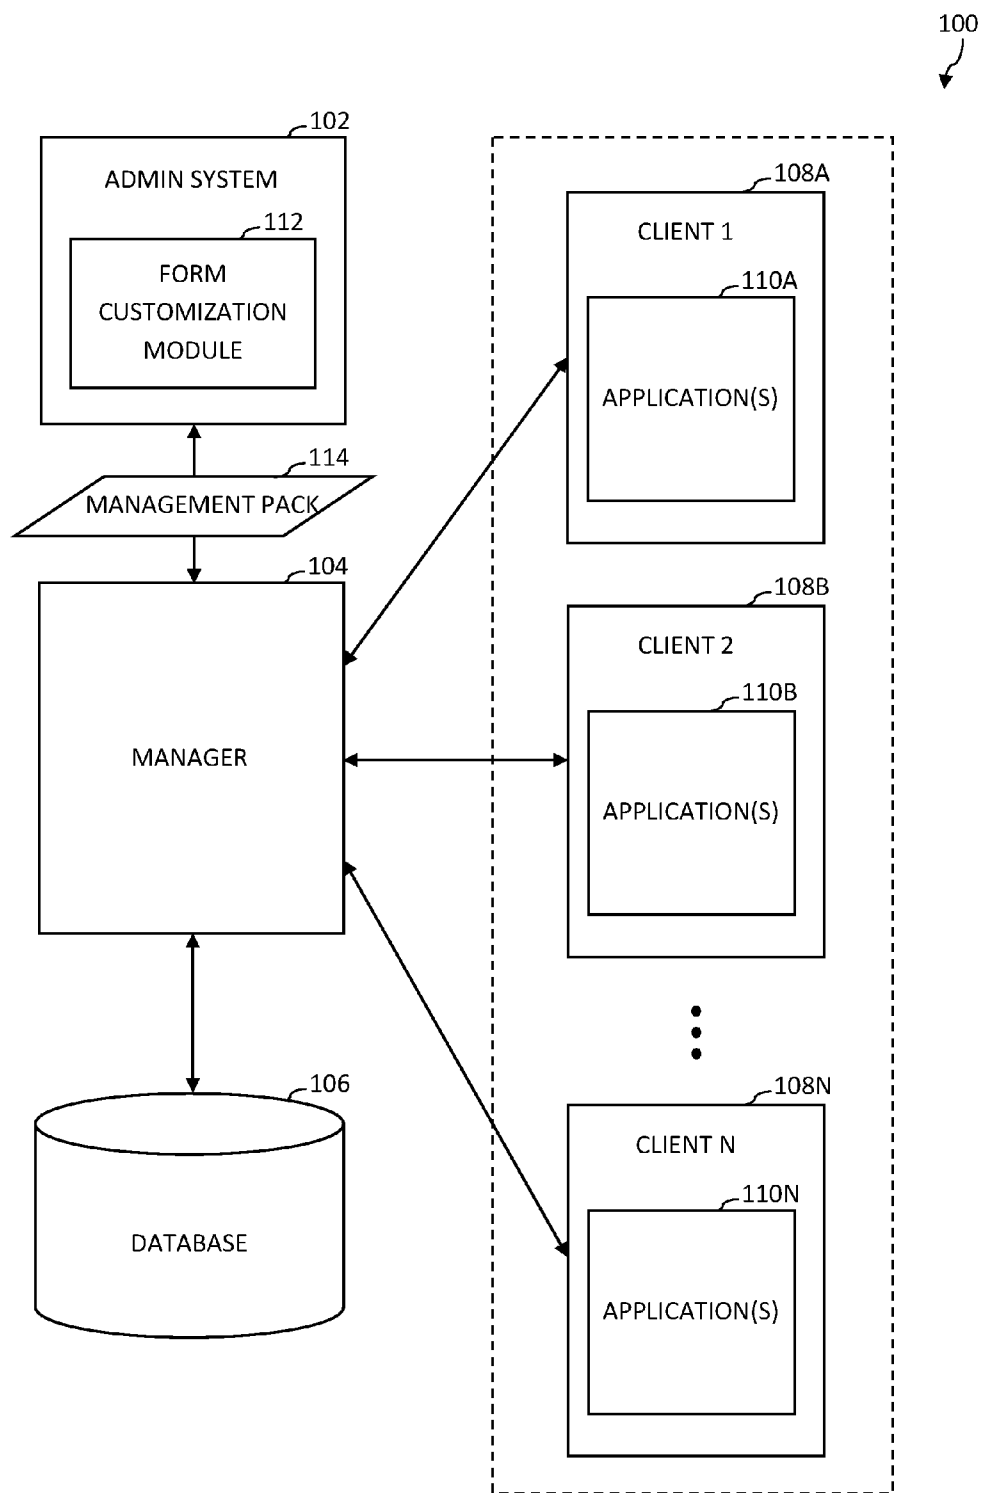 100
102
ADMIN SYSTEM
112
FORM
CUSTOMIZATION
MODULE
114
MANAGEMENT PACK
104
MANAGER
106
DATABASE
108A
CLIENT 1
110A
APPLICATION(S)
108B
CLIENT 2
110B
APPLICATION(S)
108N
CLIENT N
110N
APPLICATION(S)